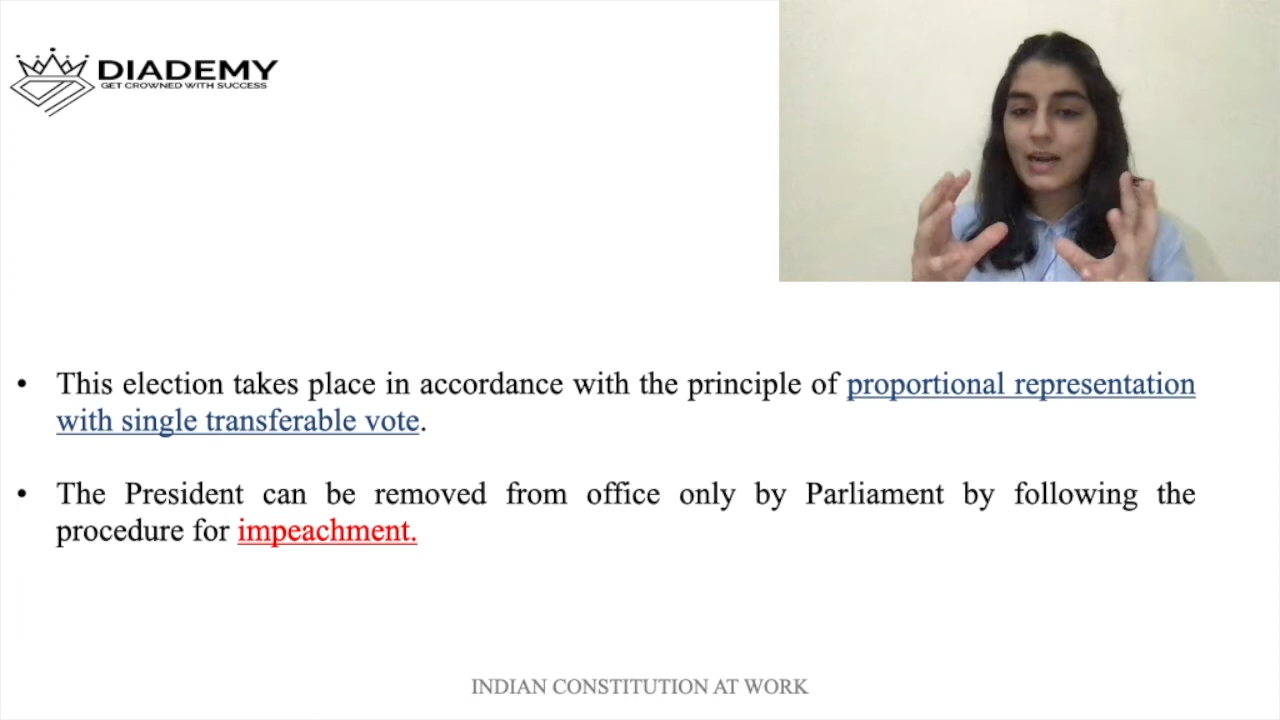 DIADEMY
GET CROWNED WITH SUCCESS
• This election takes place in accordance with the principle of proportional representation
with single transferable vote.
• The President can be removed from office only by Parliament by following the
procedure for impeachment.
INDIAN CONSTITUTION AT WORK